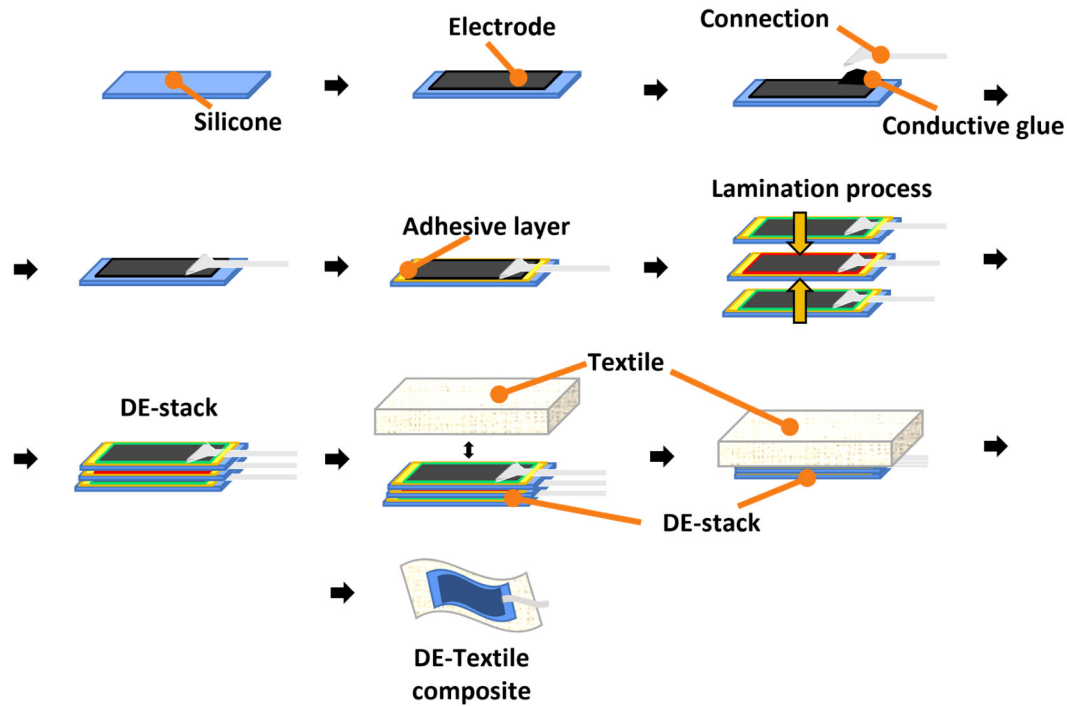 Electrode
Connection
Silicone
Conductive glue
Adhesive layer
Lamination process
DE-stack
Textile
DE-stack
DE-Textile
composite